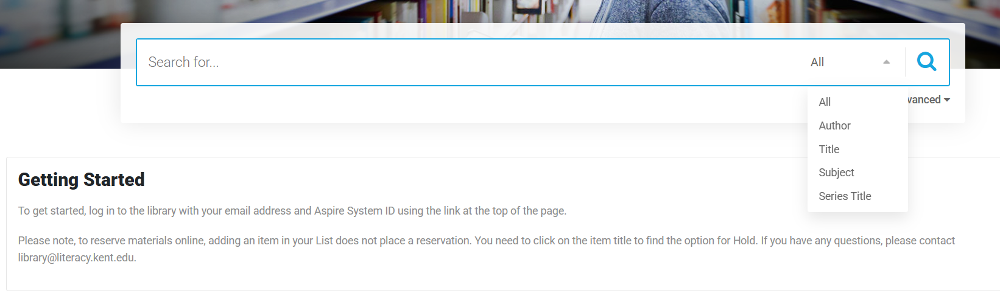 Search for...
All
All
vanced
Author
Title
Subject
Series Title
Getting Started
To get started, log in to the library with your email address and Aspire System ID using the link at the top of the page.
Please note, to reserve materials online, adding an item in your List does not place a reservation. You need to click on the item title to find the option for Hold. If you have any questions, please contact
library@literacy.kent.edu.